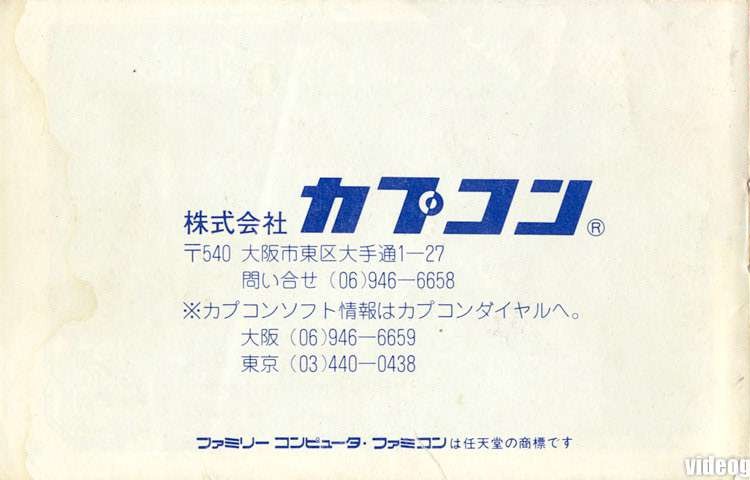 株式会社 カプコン®
〒540 大阪市東区大手通1—27
問い合せ (06)946—6658
※カプコンソフト情報はカプコンダイヤルへ。
大阪 (06)946—6659
東京 (03)440—0438
ファミリーコンピュータ・ファミコンは任天堂の商標です
videog